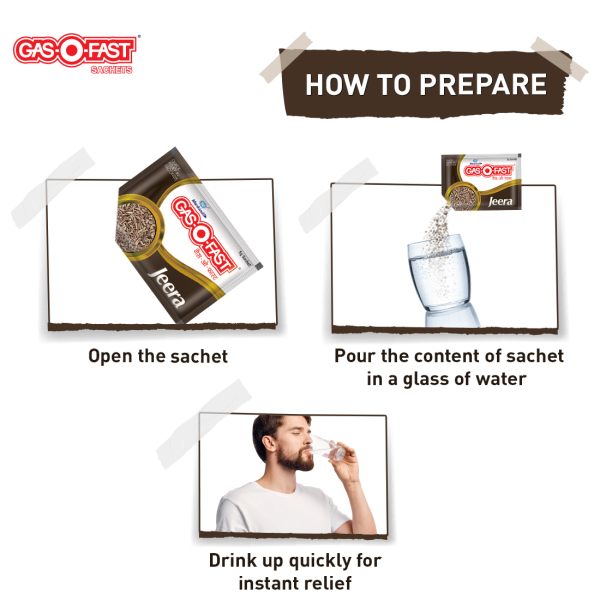 GAS-O-FAST®
SACHETS
HOW TO PREPARE
GAS-O-FAST
गैस ओ फास्ट
Jeera
Open the sachet
GAS-O-FAST
गैस ओ फास्ट
Jeera
Pour the content of sachet
in a glass of water
Drink up quickly for
instant relief